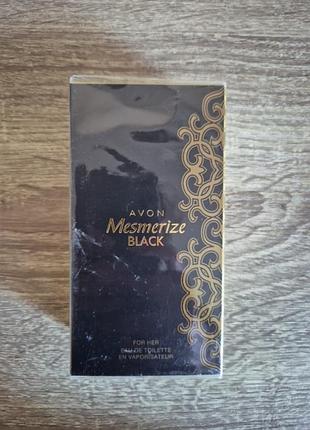 AVON
Mesmerize
BLACK
FOR HER
EAU DE TOILETTE
EN VAPORISATEUR